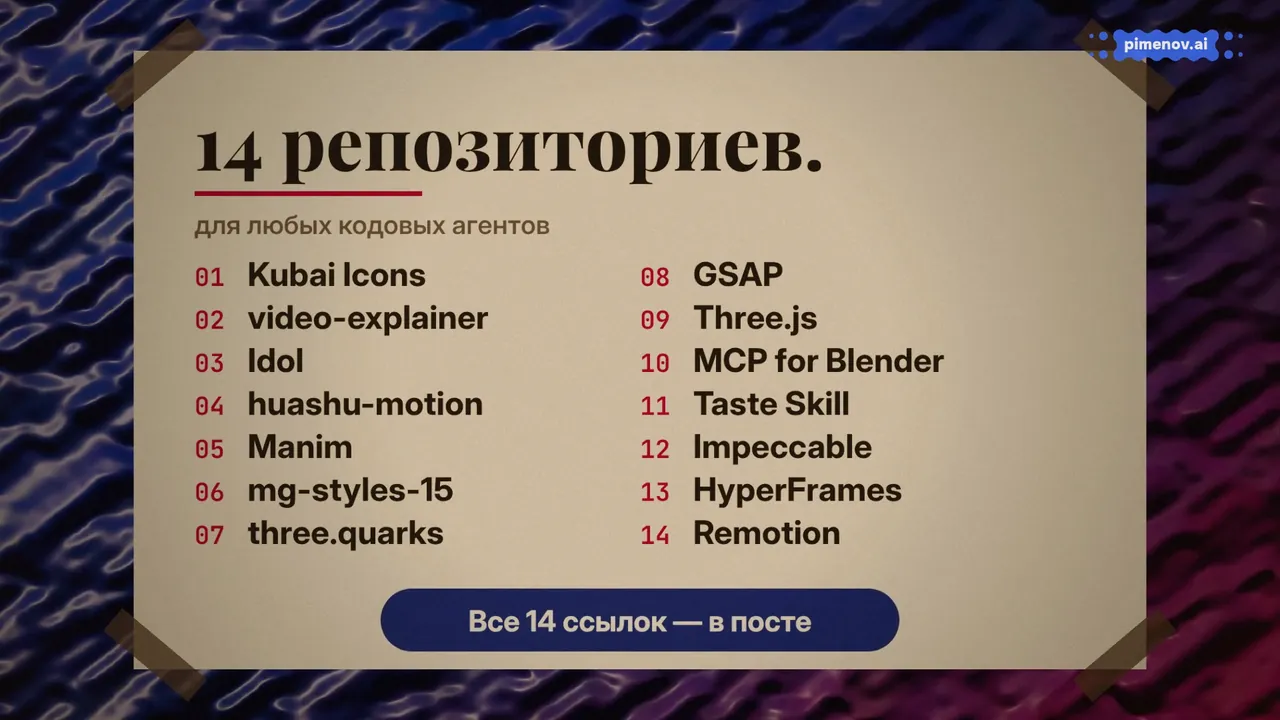 pimenov.ai
14 репозиториев.
для любых кодовых агентов
01 Kubai Icons
02 video-explainer
03 Idol
04 huashu-motion
05 Manim
06 mg-styles-15
07 three.quarks
08 GSAP
09 Three.js
10 MCP for Blender
11 Taste Skill
12 Impeccable
13 HyperFrames
14 Remotion
Все 14 ссылок — в посте